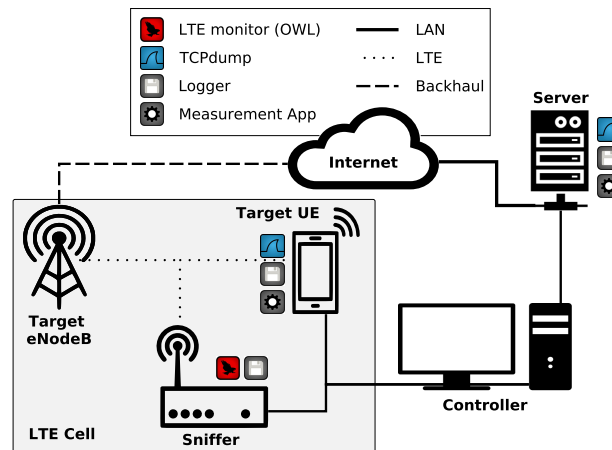 LTE monitor (OWL)
LAN
TCPdump
LTE
Logger
Backhaul
Measurement App
Server
Internet
Target UE
Target
eNodeB
Controller
LTE Cell
Sniffer